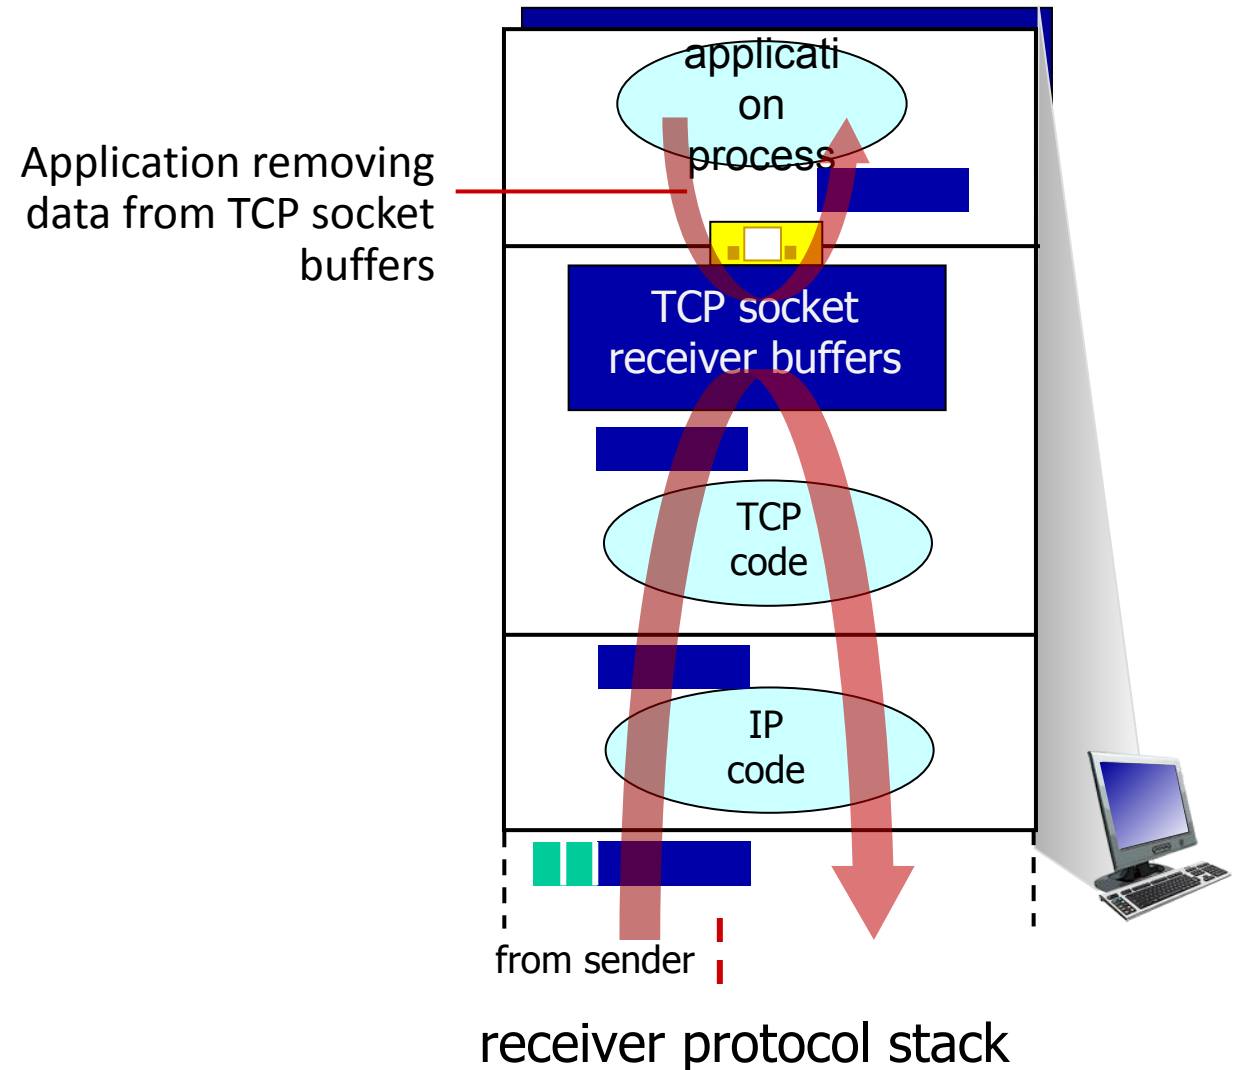 applicati
on
process
Application removing
data from TCP socket
buffers
TCP socket
receiver buffers
TCP
code
IP
code
from sender
receiver protocol stack